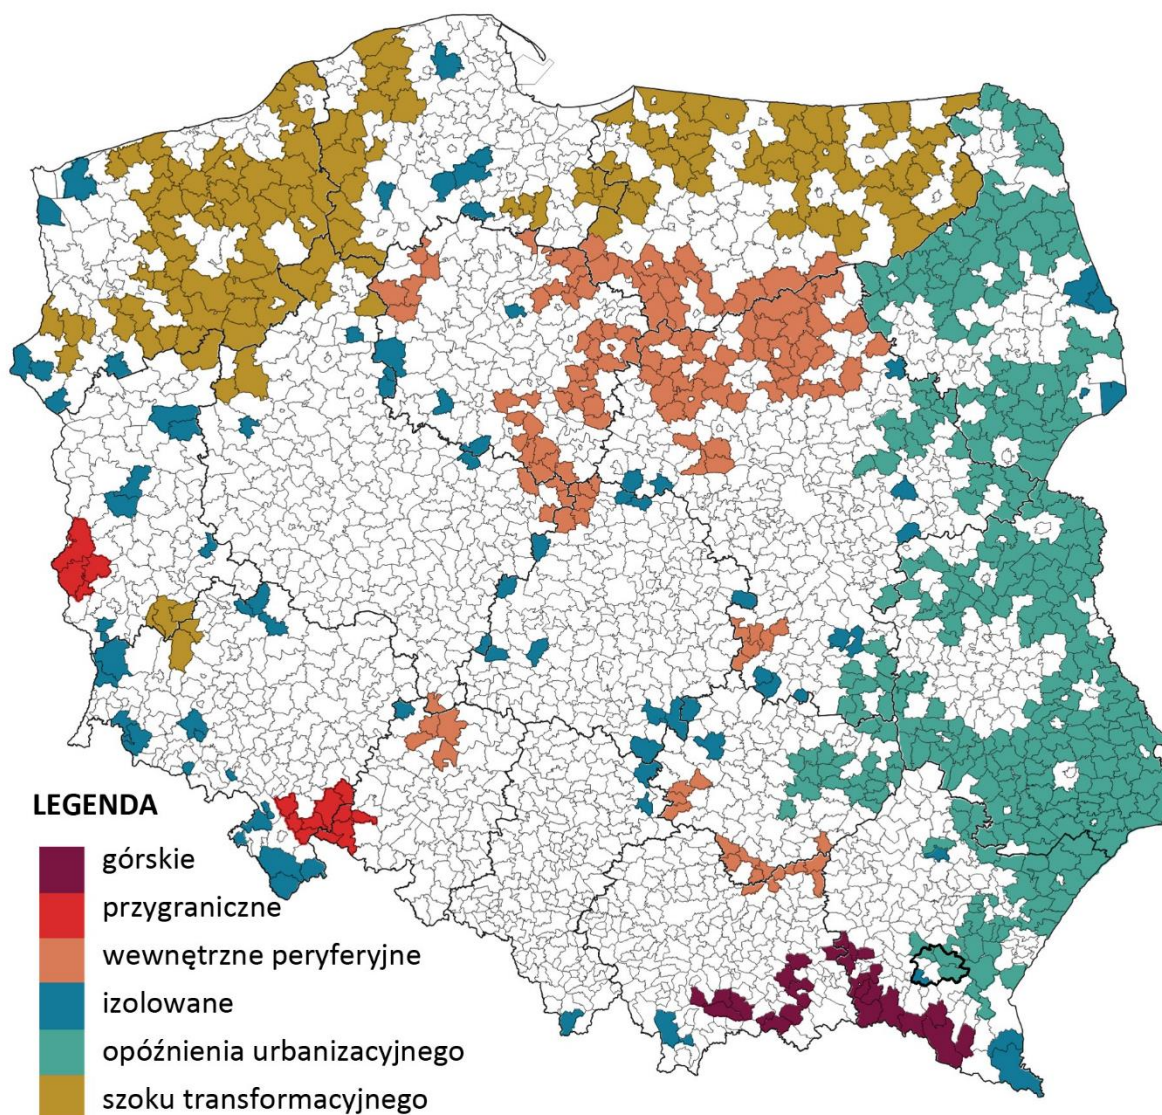 LEGENDA
górskie
przygraniczne
wewnętrzne peryferyjne
izolowane
opóźnienia urbanizacyjnego
szoku transformacyjnego